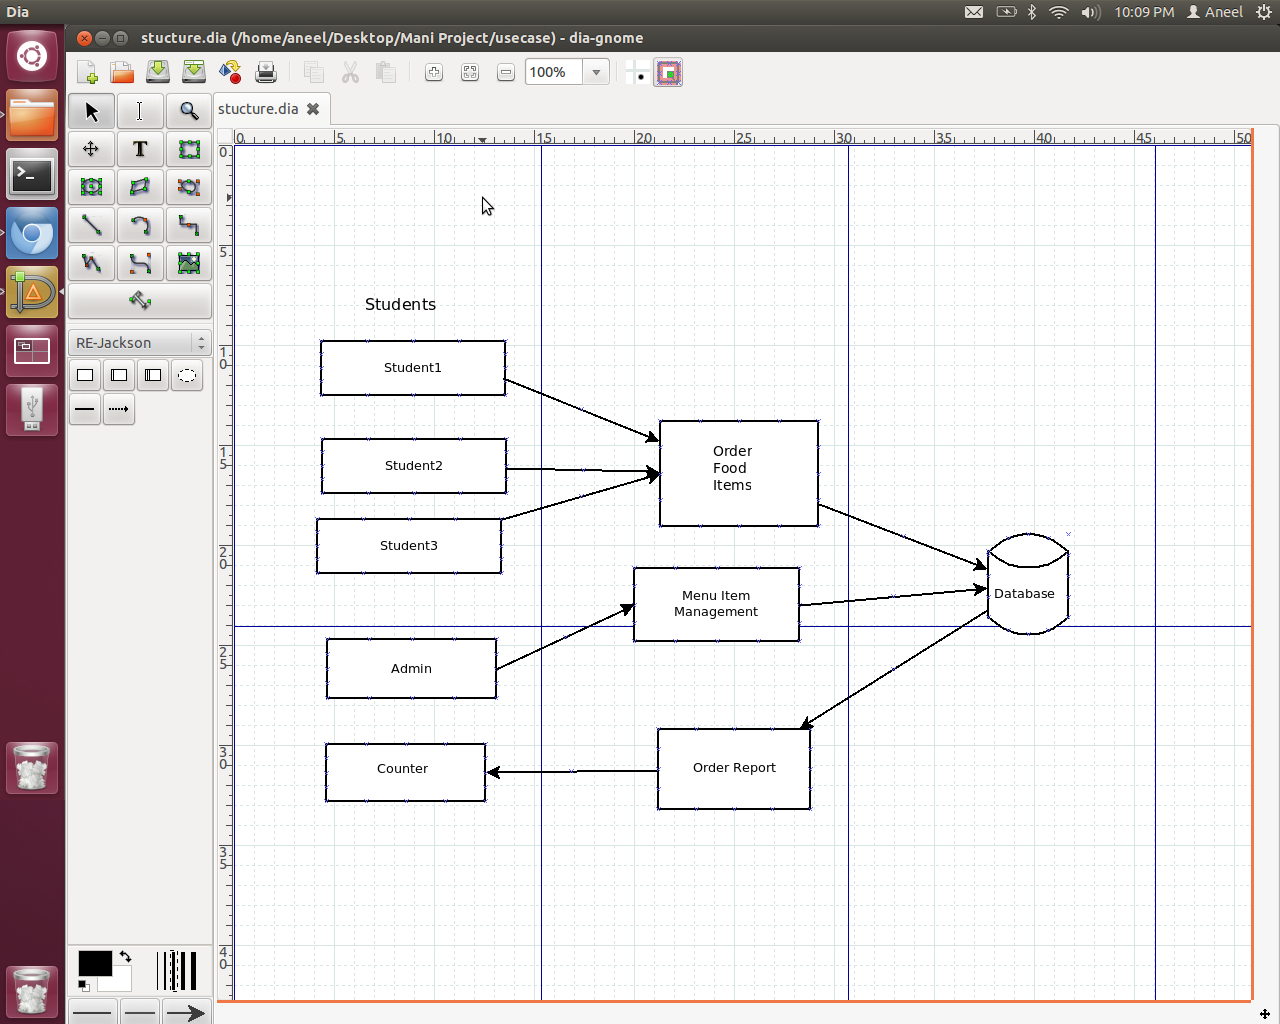 Dia
10:09 PM
Aneel
stucture.dia (/home/aneel/Desktop/Mani Project/usecase) - dia-gnome
100%
stucture.dia
0 5 10 15 20 25 30 35 40 45 50
T
0
5
10
15
20
25
30
35
40
RE-Jackson
Students
Student1
Student2
Student3
Order
Food
Items
Menu Item
Management
Database
Admin
Counter
Order Report